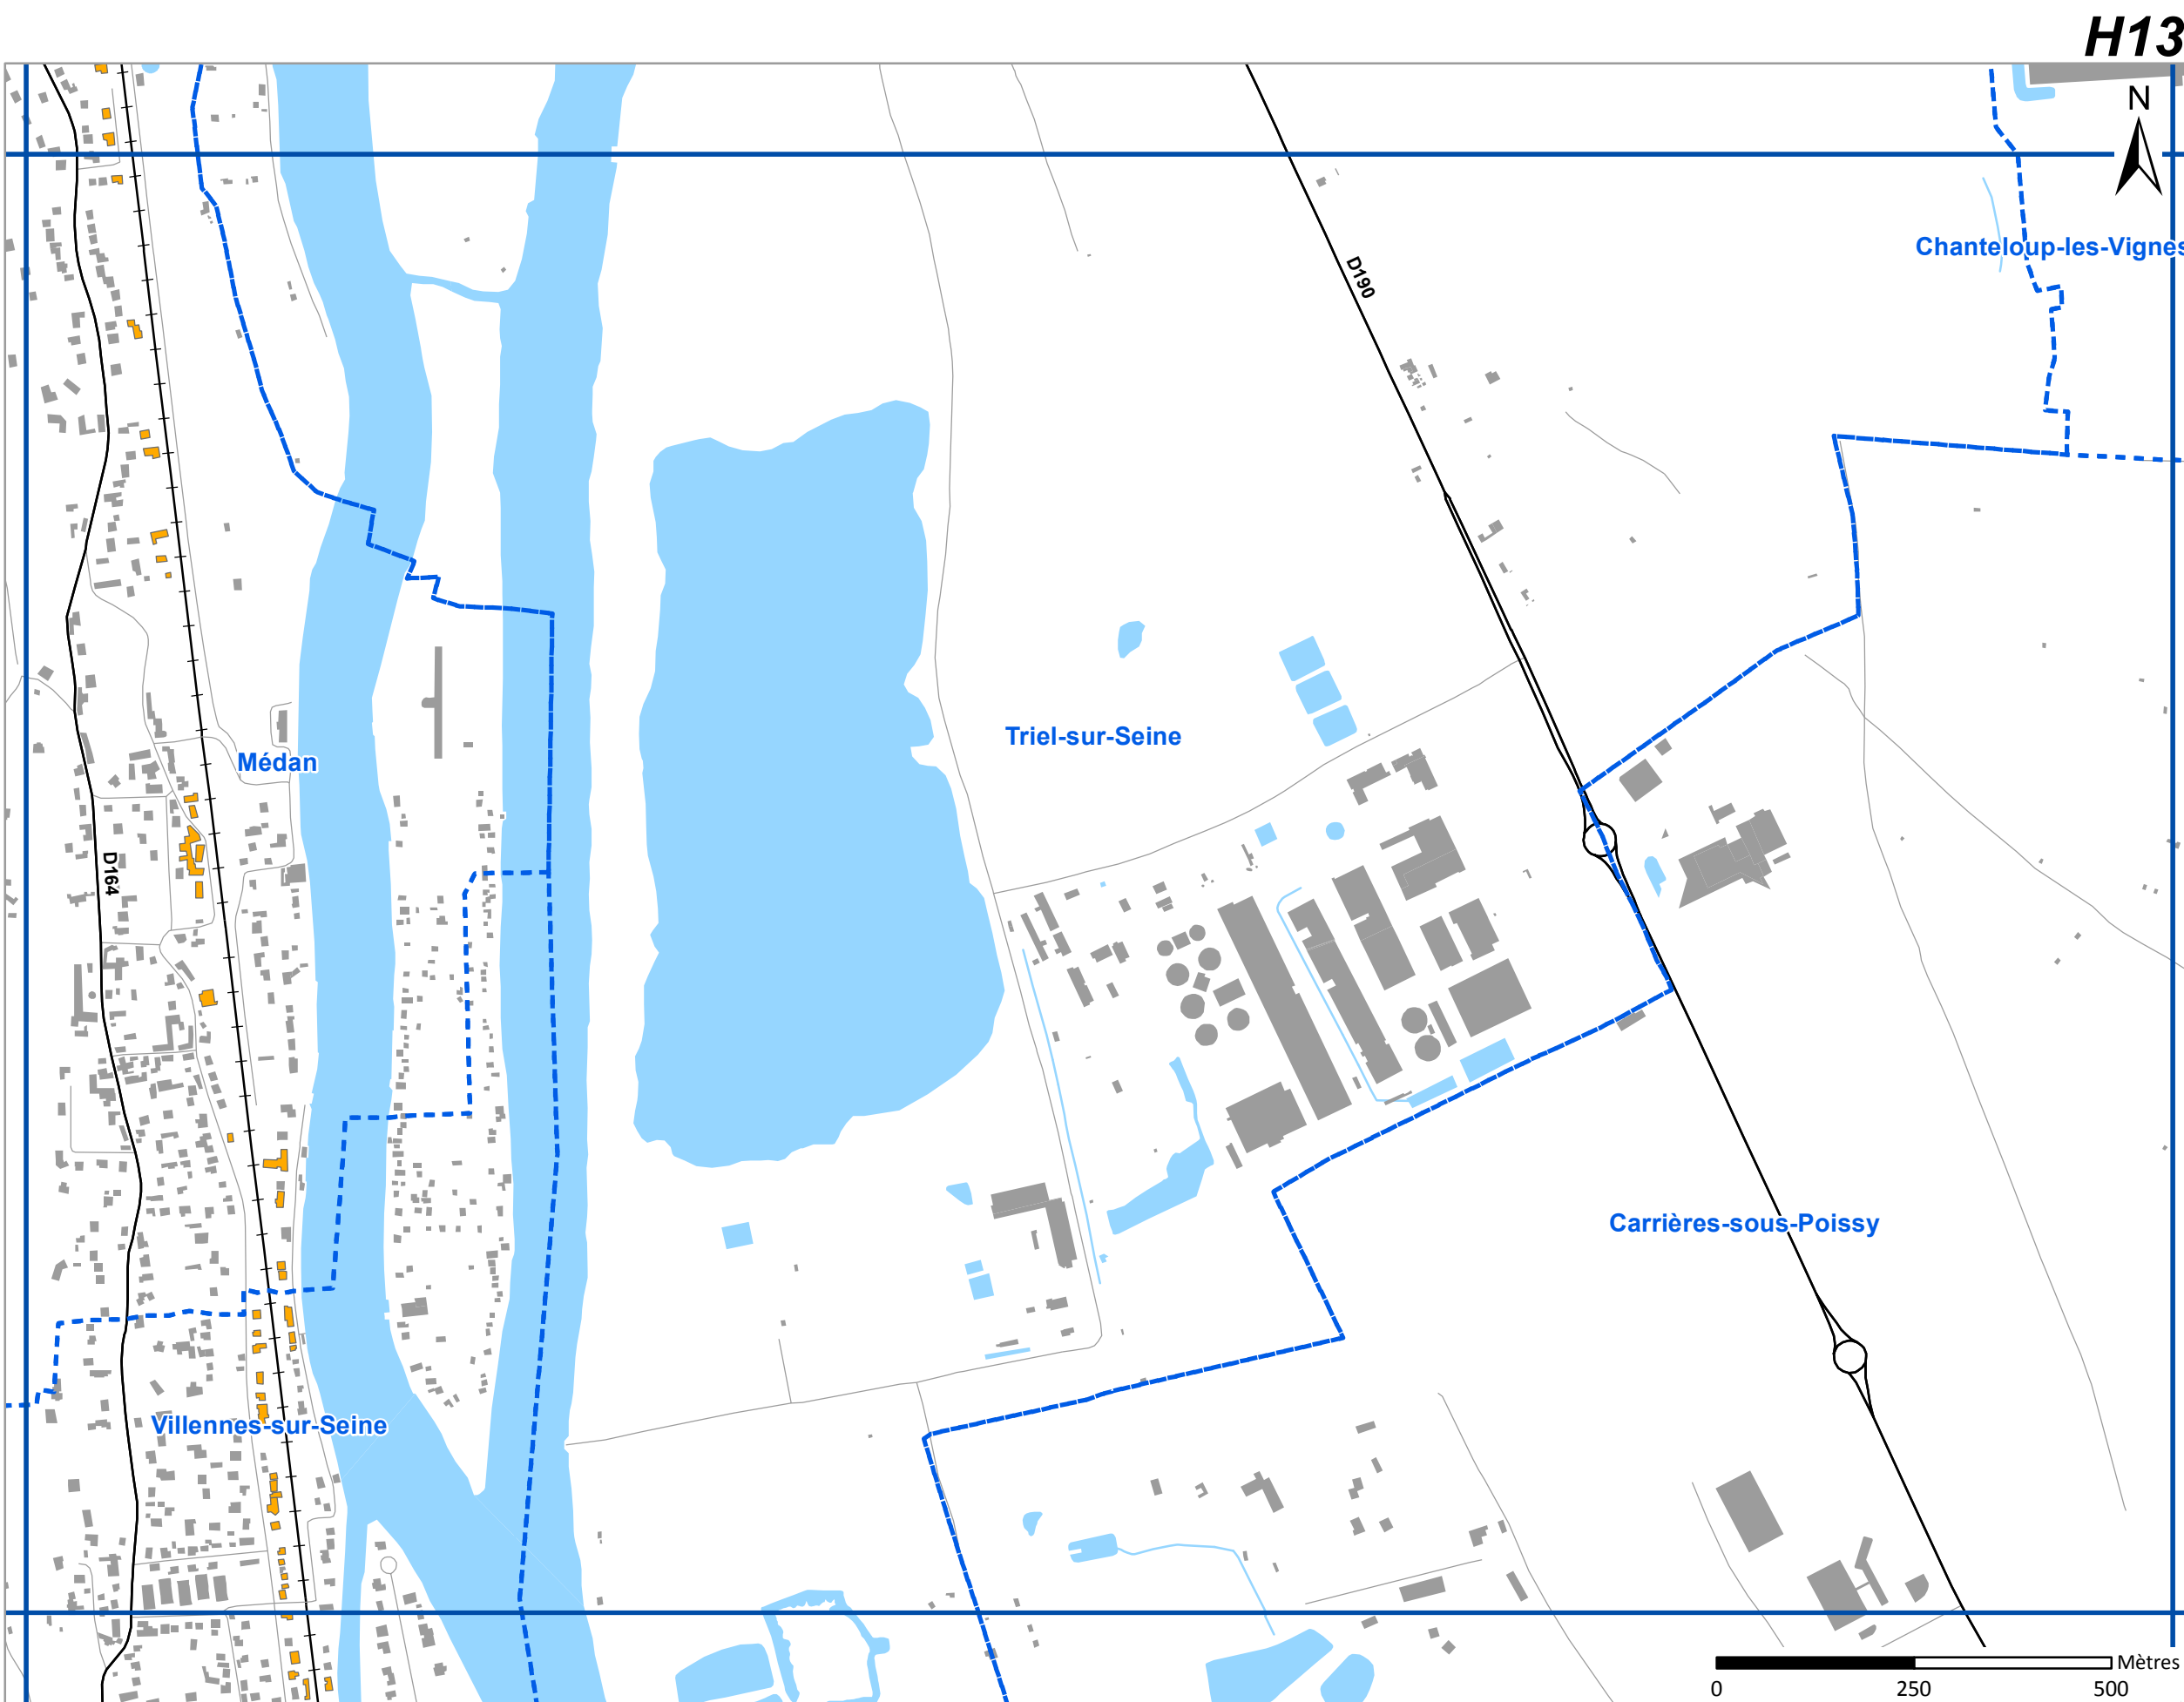 H13
N
Chanteloup-les-Vignes
D190
Triel-sur-Seine
Médan
D164
Carrières-sous-Poissy
Villennes-sur-Seine
Mètres
0 250 500